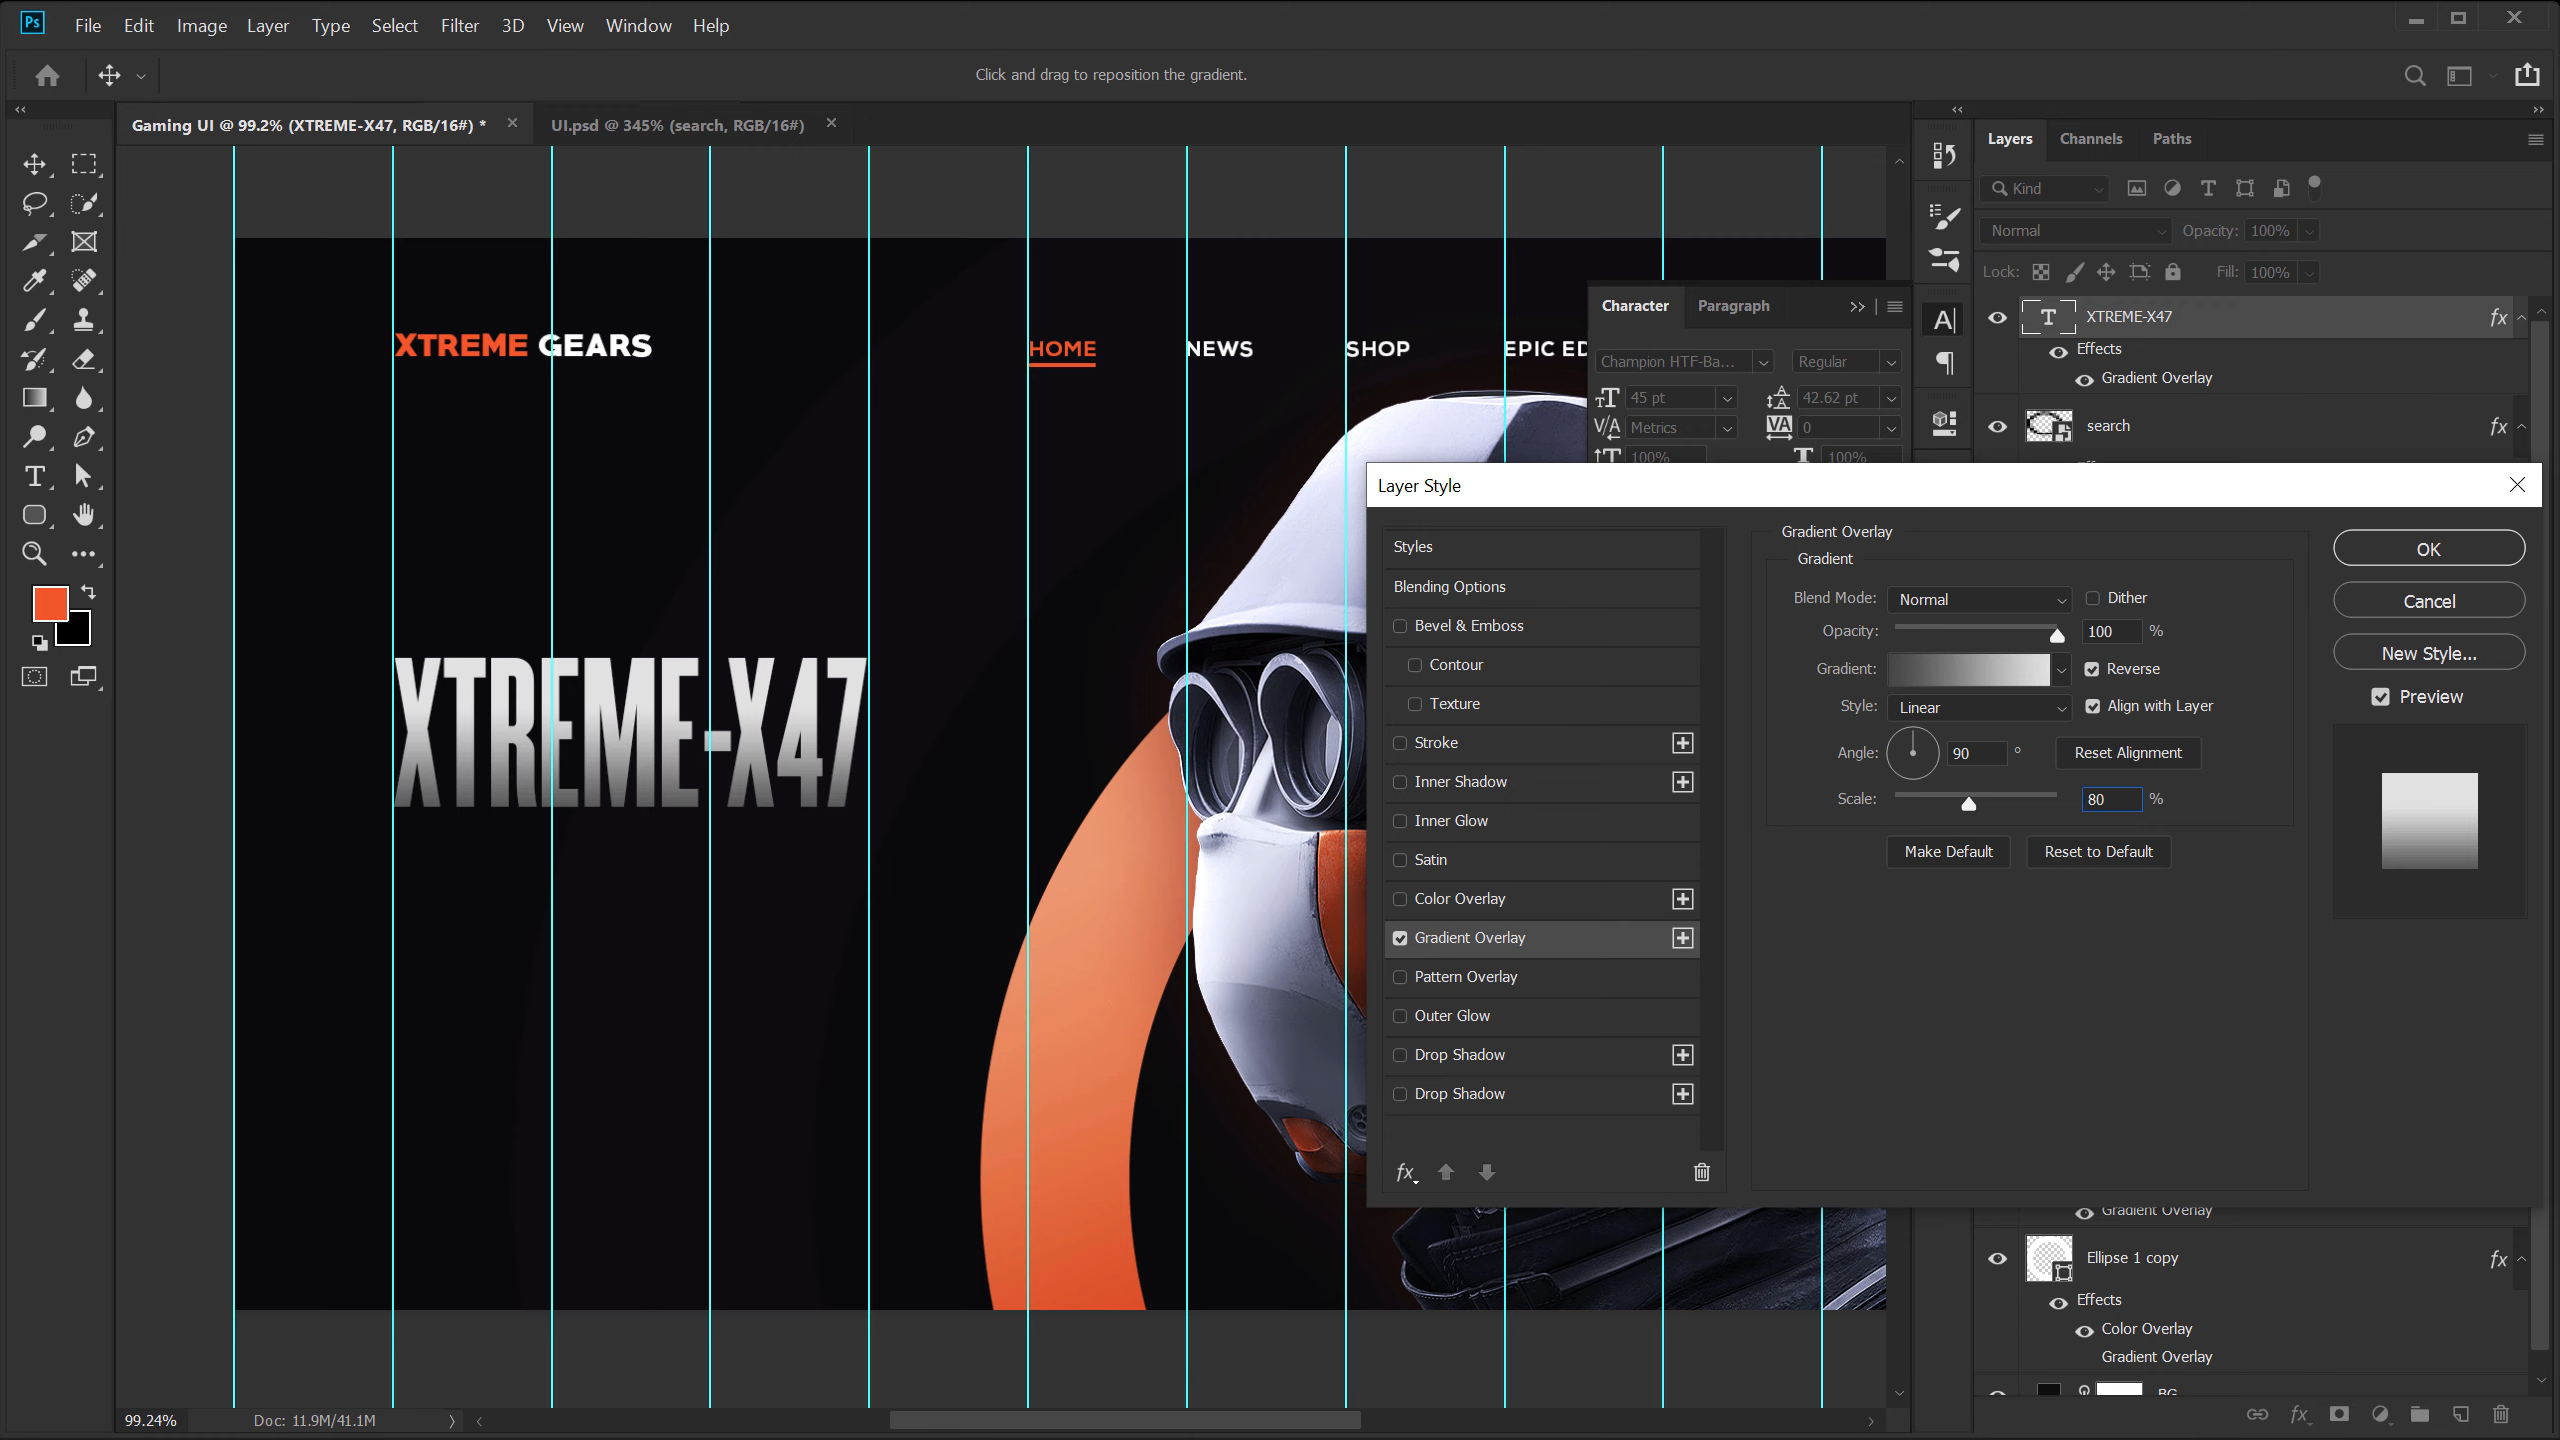 Ps File Edit Image Layer Type Select Filter 3D View Window Help
Click and drag to reposition the gradient.
Gaming UI @ 99.2% (XTREME-X47, RGB/16#) *
UI.psd @ 345% (search, RGB/16#)
XTREME GEARS
HOME NEWS SHOP EPIC ED
XTREME-X47
Character Paragraph
Champion HTF-Ba... Regular
45 pt 42.62 pt
Metrics 0
100% 100%
Layers Channels Paths
Kind
Normal Opacity: 100%
Lock: Fill: 100%
XTREME-X47 fx
Effects
Gradient Overlay
search fx
Layer Style
Styles
Blending Options
Bevel & Emboss
Contour
Texture
Stroke
Inner Shadow
Inner Glow
Satin
Color Overlay
Gradient Overlay
Pattern Overlay
Outer Glow
Drop Shadow
Drop Shadow
fx
Gradient Overlay
Gradient
Blend Mode: Normal Dither
Opacity: 100 %
Gradient: Reverse
Style: Linear Align with Layer
Angle: 90 ° Reset Alignment
Scale: 80 %
Make Default Reset to Default
OK
Cancel
New Style...
Preview
Gradient Overlay
Ellipse 1 copy fx
Effects
Color Overlay
Gradient Overlay
BG
99.24% Doc: 11.9M/41.1M
fx